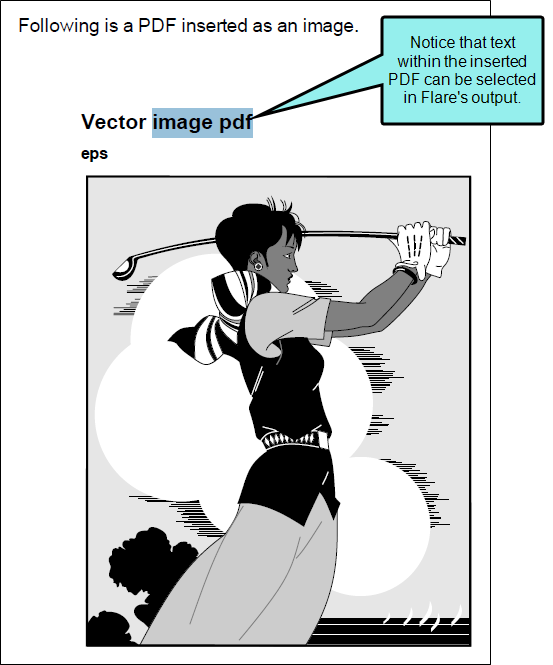 Following is a PDF inserted as an image.
Notice that text
within the inserted
PDF can be selected
in Flare's output.
Vector image pdf
eps